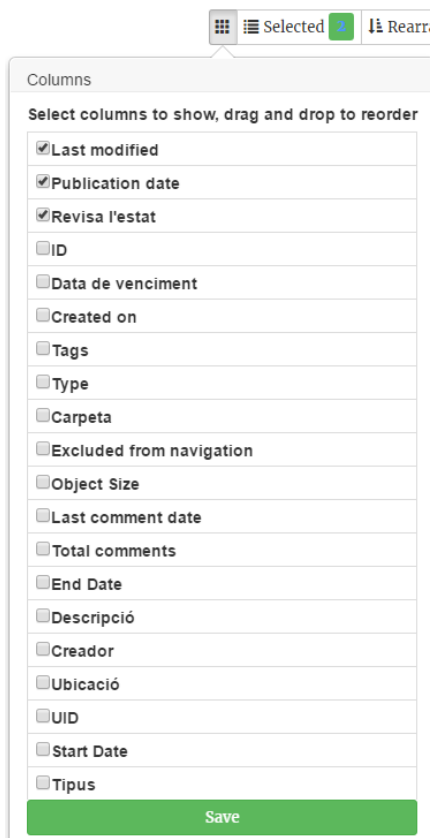 Selected 2 Rearr
Columns
Select columns to show, drag and drop to reorder
Last modified
Publication date
Revisa l'estat
ID
Data de venciment
Created on
Tags
Type
Carpeta
Excluded from navigation
Object Size
Last comment date
Total comments
End Date
Descripció
Creador
Ubicació
UID
Start Date
Tipus
Save